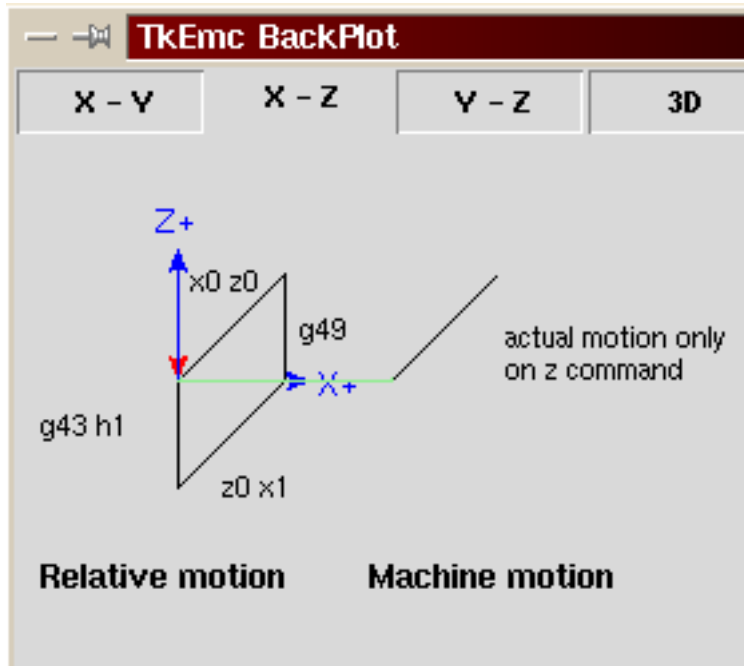 TkEmc BackPlot
X - Y
X - Z
Y - Z
3D
Z+
x0 z0
g49
actual motion only
on z command
X+
g43 h1
z0 x1
Relative motion
Machine motion